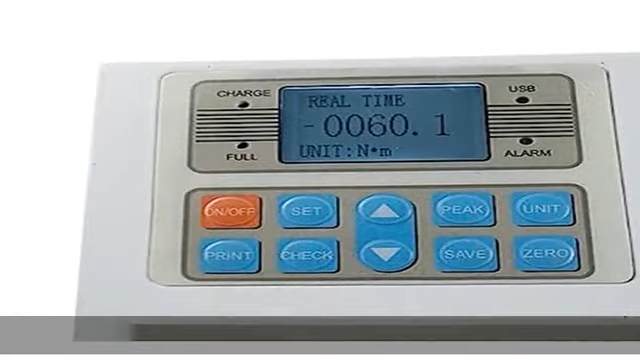 CHARGE
USB
REAL TIME
-0060.1
UNIT:N•m
FULL
ALARM
ON/OFF
SET
PEAK
UNIT
PRINT
CHECK
SAVE
ZERO